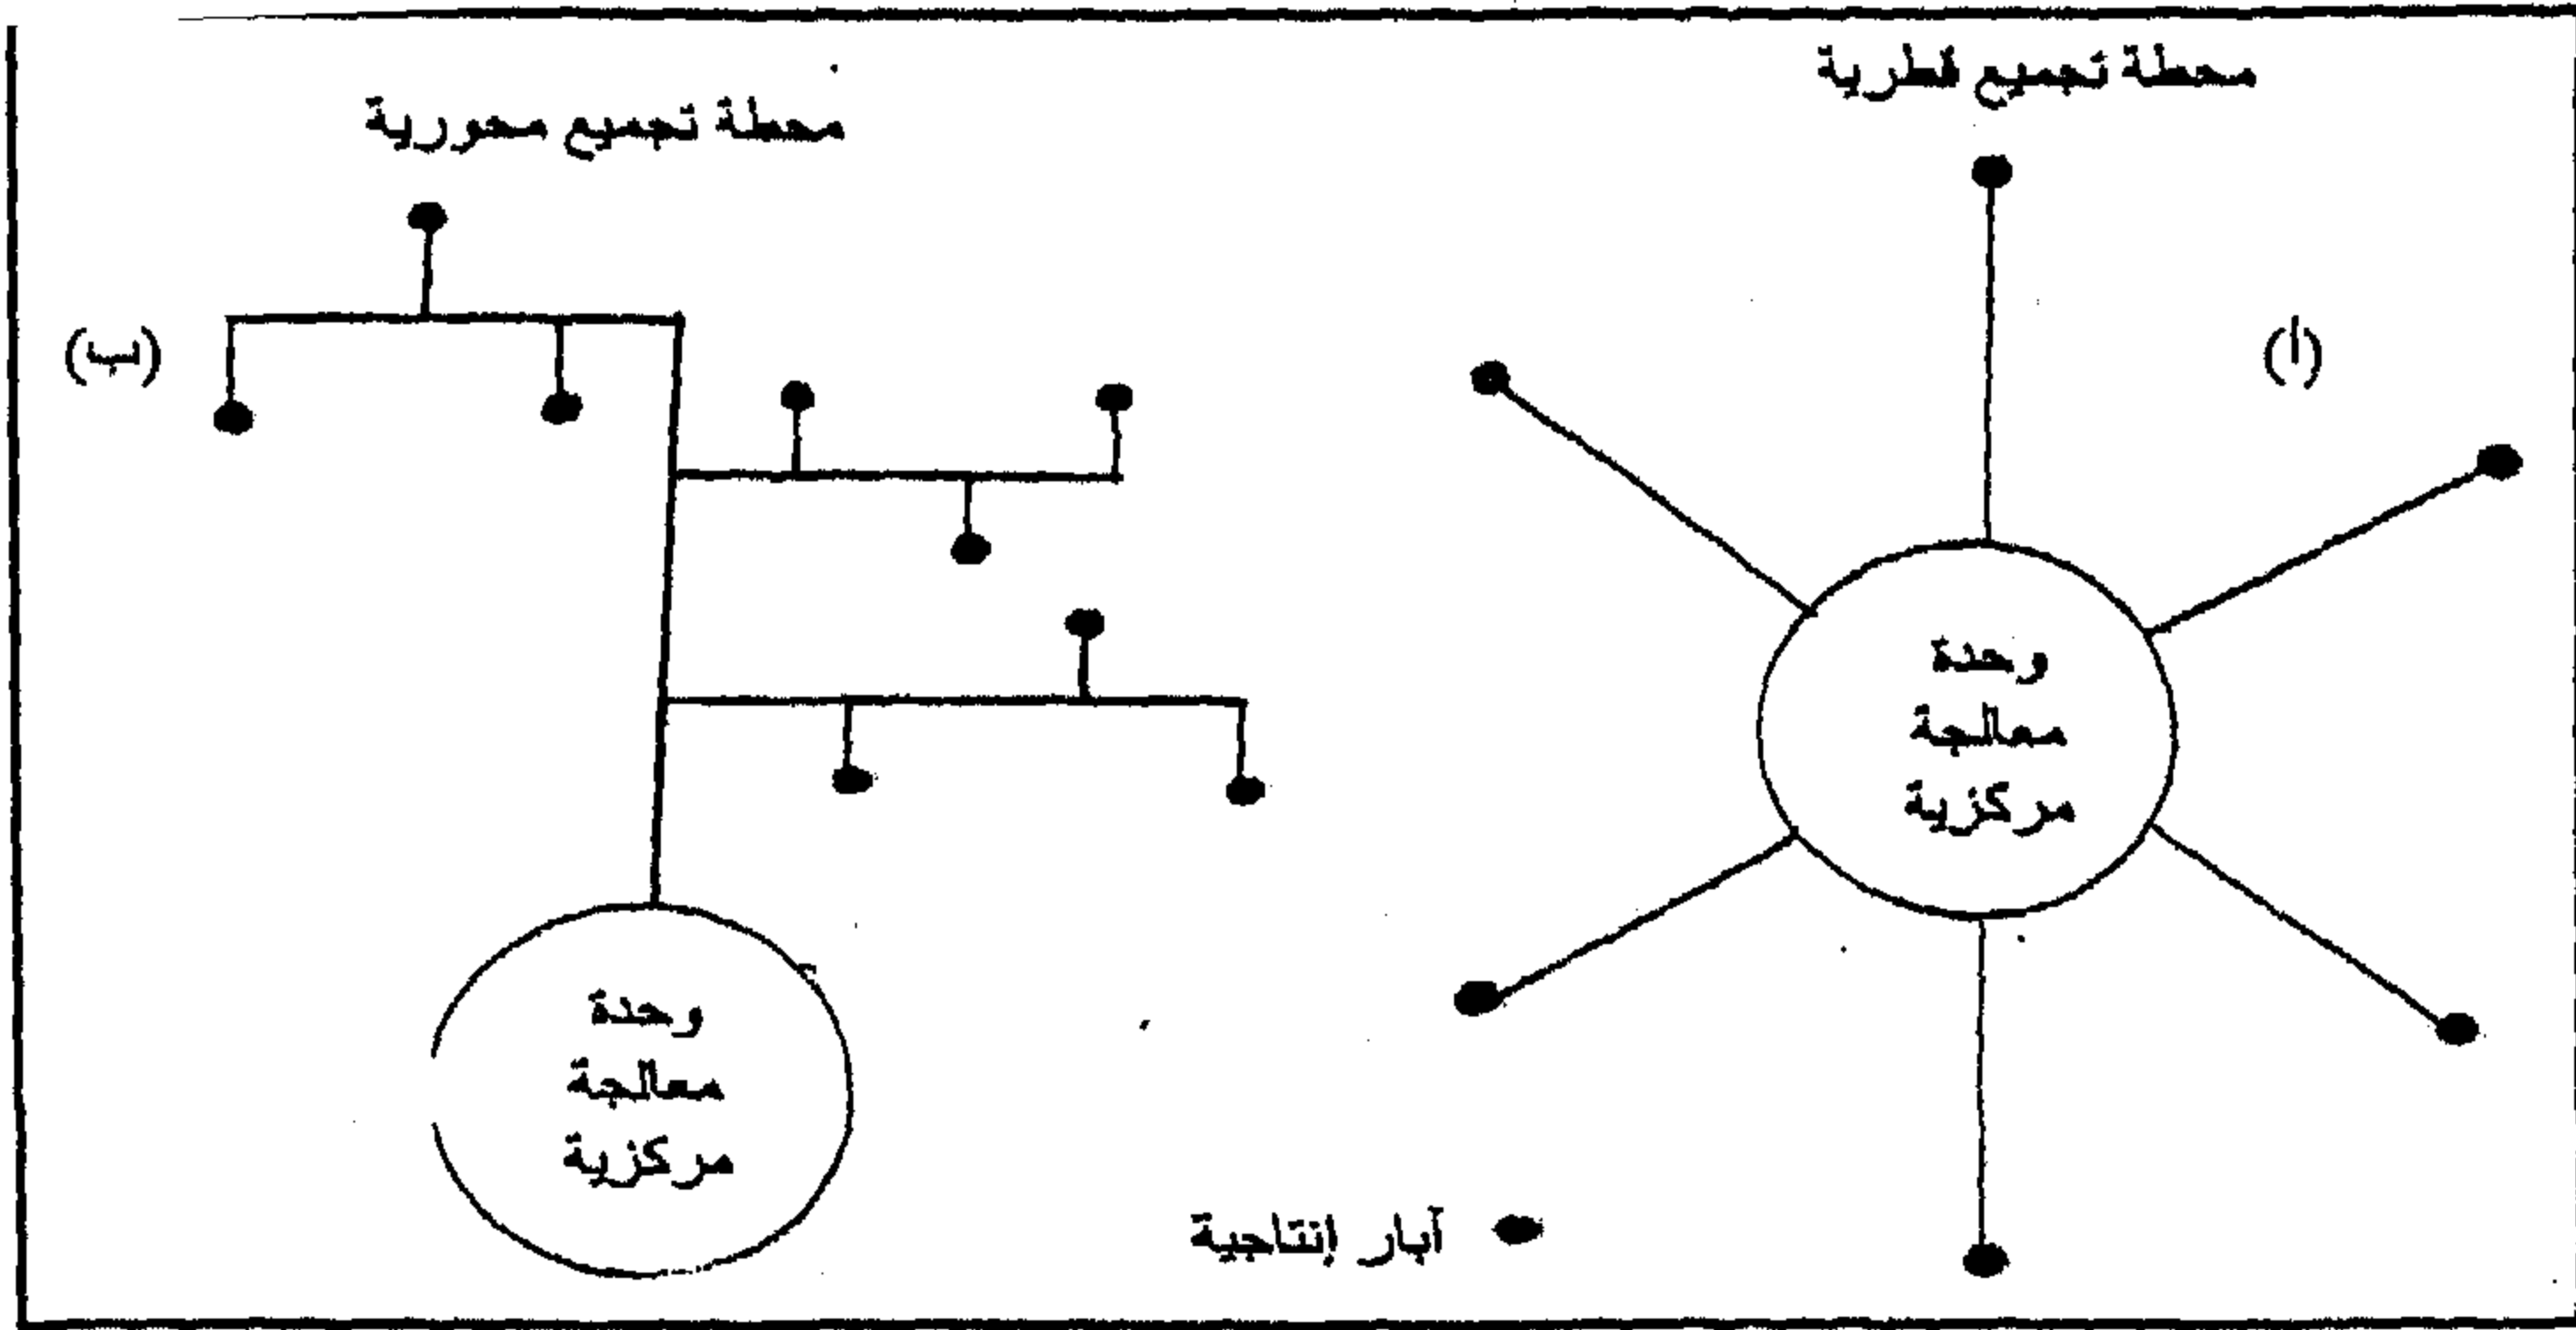 محطة تجميع قطرية
(أ)
وحدة
معالجة
مركزية
محطة تجميع محورية
(ب)
وحدة
معالجة
مركزية
آبار إنتاجية